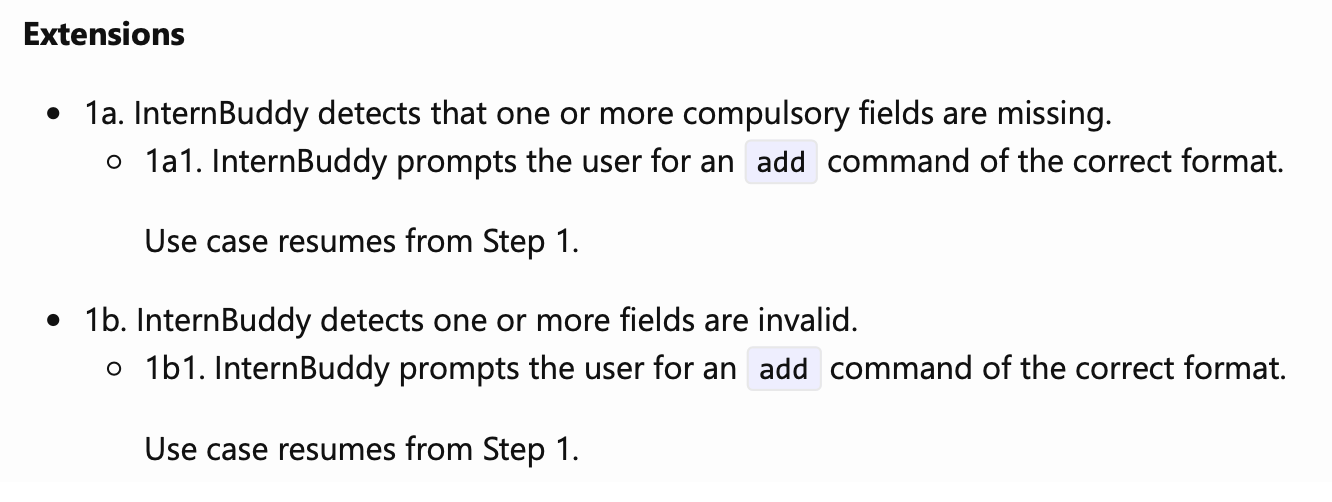 Extensions
• 1a. InternBuddy detects that one or more compulsory fields are missing.
○ 1a1. InternBuddy prompts the user for an add command of the correct format.
Use case resumes from Step 1.
• 1b. InternBuddy detects one or more fields are invalid.
○ 1b1. InternBuddy prompts the user for an add command of the correct format.
Use case resumes from Step 1.